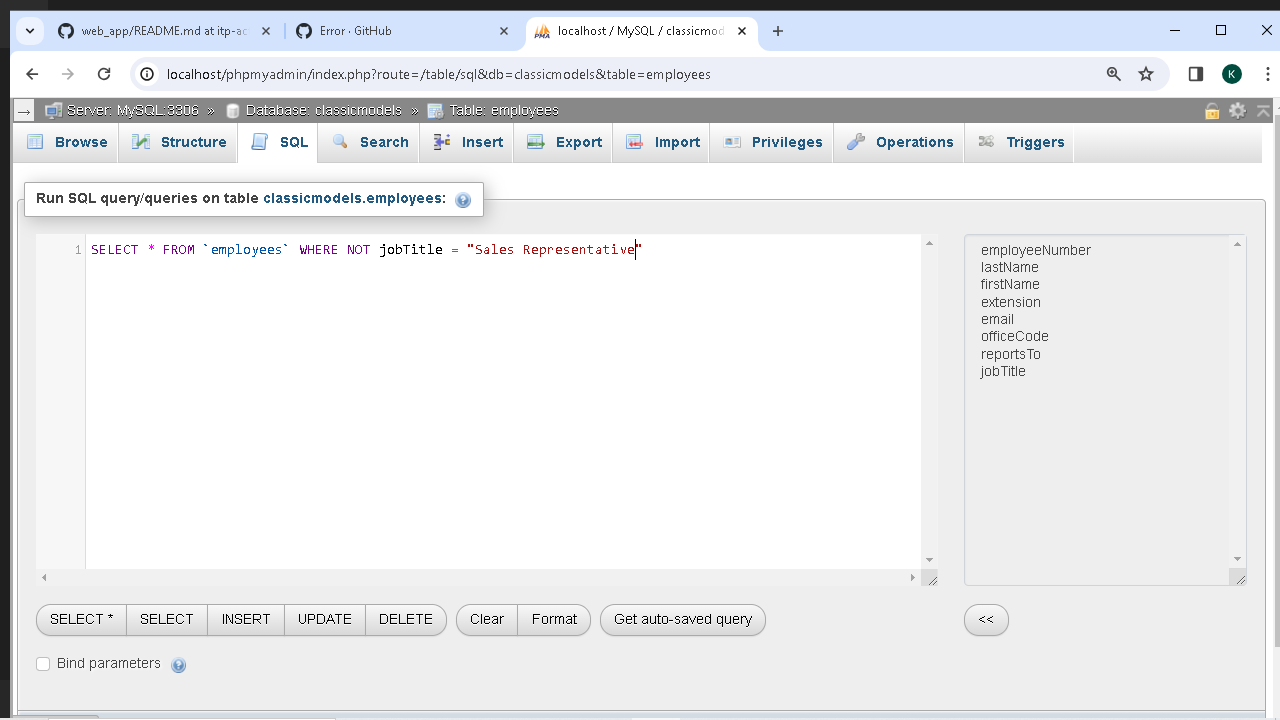 web_app/README.md at itp-ac
Error · GitHub
localhost / MySQL / classicmod
localhost/phpmyadmin/index.php?route=/table/sql&db=classicmodels&table=employees
K
Server: MySQL:3306 » Database: classicmodels » Table: employees
Browse Structure SQL Search Insert Export Import Privileges Operations Triggers
Run SQL query/queries on table classicmodels.employees:
1 SELECT * FROM `employees` WHERE NOT jobTitle = "Sales Representative"
employeeNumber
lastName
firstName
extension
email
officeCode
reportsTo
jobTitle
SELECT * SELECT INSERT UPDATE DELETE Clear Format Get auto-saved query <<
Bind parameters